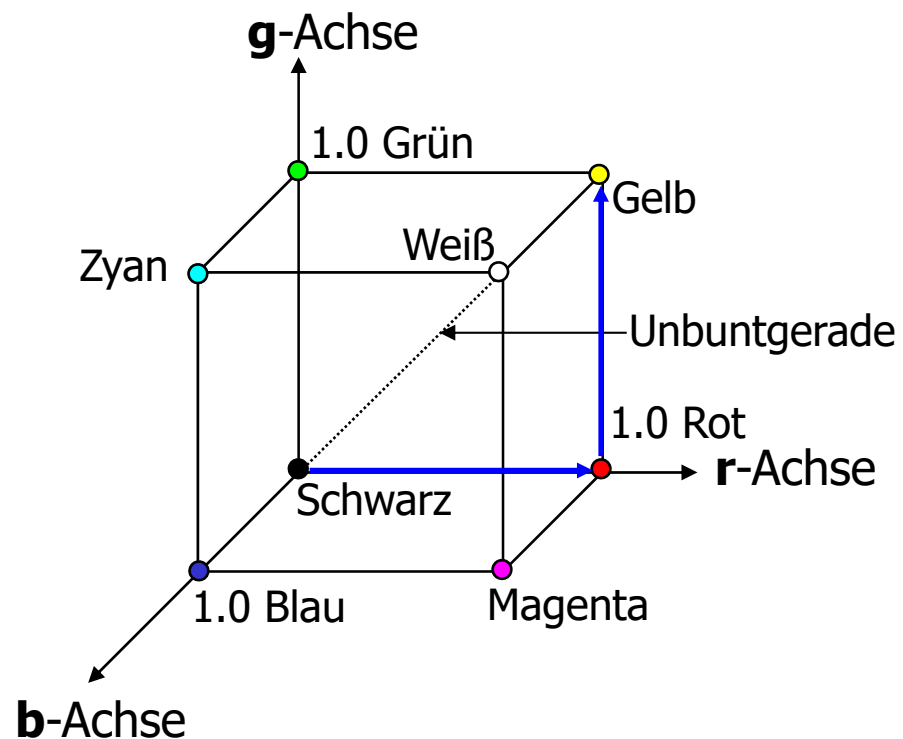 g-Achse
1.0 Grün
Gelb
Weiß
Zyan
Unbuntgerade
1.0 Rot
r-Achse
Schwarz
1.0 Blau
Magenta
b-Achse